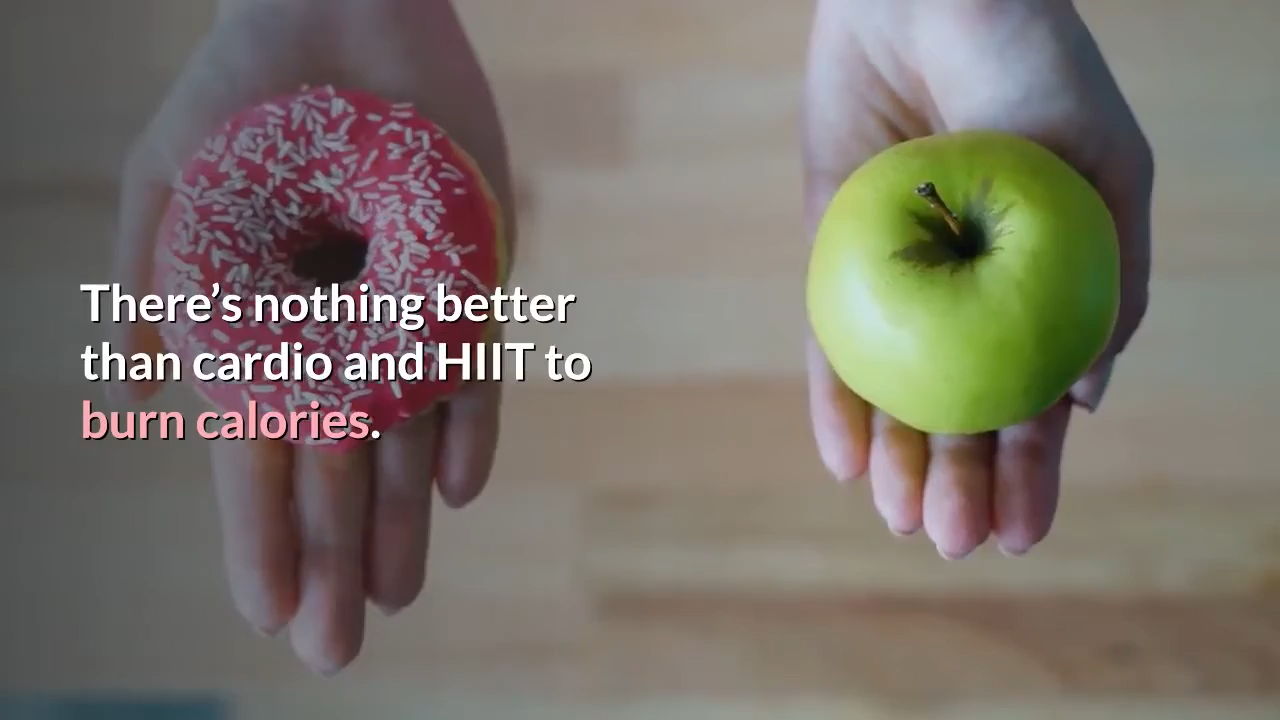 There’s nothing better
than cardio and HIIT to
burn calories.